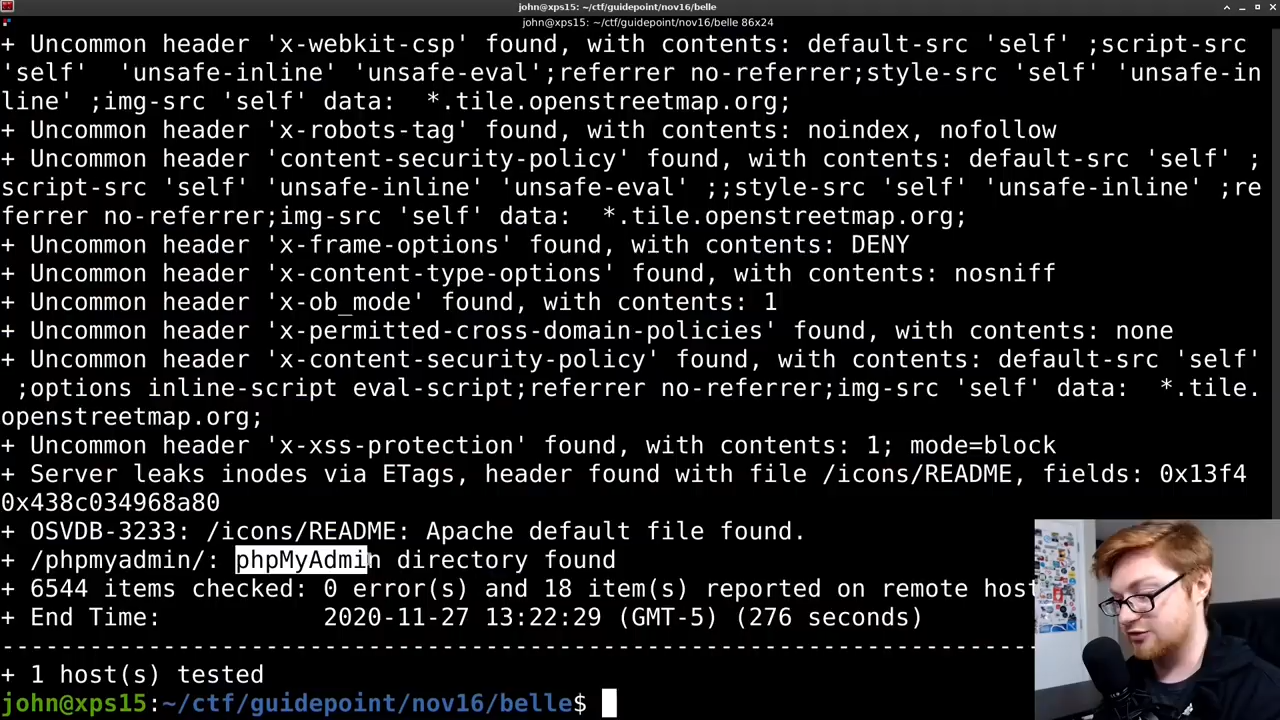 john@xps15: ~/ctf/guidepoint/nov16/belle
john@xps15: ~/ctf/guidepoint/nov16/belle 86x24
+ Uncommon header 'x-webkit-csp' found, with contents: default-src 'self' ;script-src
'self'  'unsafe-inline' 'unsafe-eval';referrer no-referrer;style-src 'self' 'unsafe-in
line' ;img-src 'self' data:  *.tile.openstreetmap.org;
+ Uncommon header 'x-robots-tag' found, with contents: noindex, nofollow
+ Uncommon header 'content-security-policy' found, with contents: default-src 'self' ;
script-src 'self' 'unsafe-inline' 'unsafe-eval' ;;style-src 'self' 'unsafe-inline' ;re
ferrer no-referrer;img-src 'self' data:  *.tile.openstreetmap.org;
+ Uncommon header 'x-frame-options' found, with contents: DENY
+ Uncommon header 'x-content-type-options' found, with contents: nosniff
+ Uncommon header 'x-ob_mode' found, with contents: 1
+ Uncommon header 'x-permitted-cross-domain-policies' found, with contents: none
+ Uncommon header 'x-content-security-policy' found, with contents: default-src 'self'
 ;options inline-script eval-script;referrer no-referrer;img-src 'self' data:  *.tile.
openstreetmap.org;
+ Uncommon header 'x-xss-protection' found, with contents: 1; mode=block
+ Server leaks inodes via ETags, header found with file /icons/README, fields: 0x13f4
0x438c034968a80
+ OSVDB-3233: /icons/README: Apache default file found.
+ /phpmyadmin/: phpMyAdmin directory found
+ 6544 items checked: 0 error(s) and 18 item(s) reported on remote host
+ End Time:           2020-11-27 13:22:29 (GMT-5) (276 seconds)
---------------------------------------------------------------------------
+ 1 host(s) tested
john@xps15:~/ctf/guidepoint/nov16/belle$